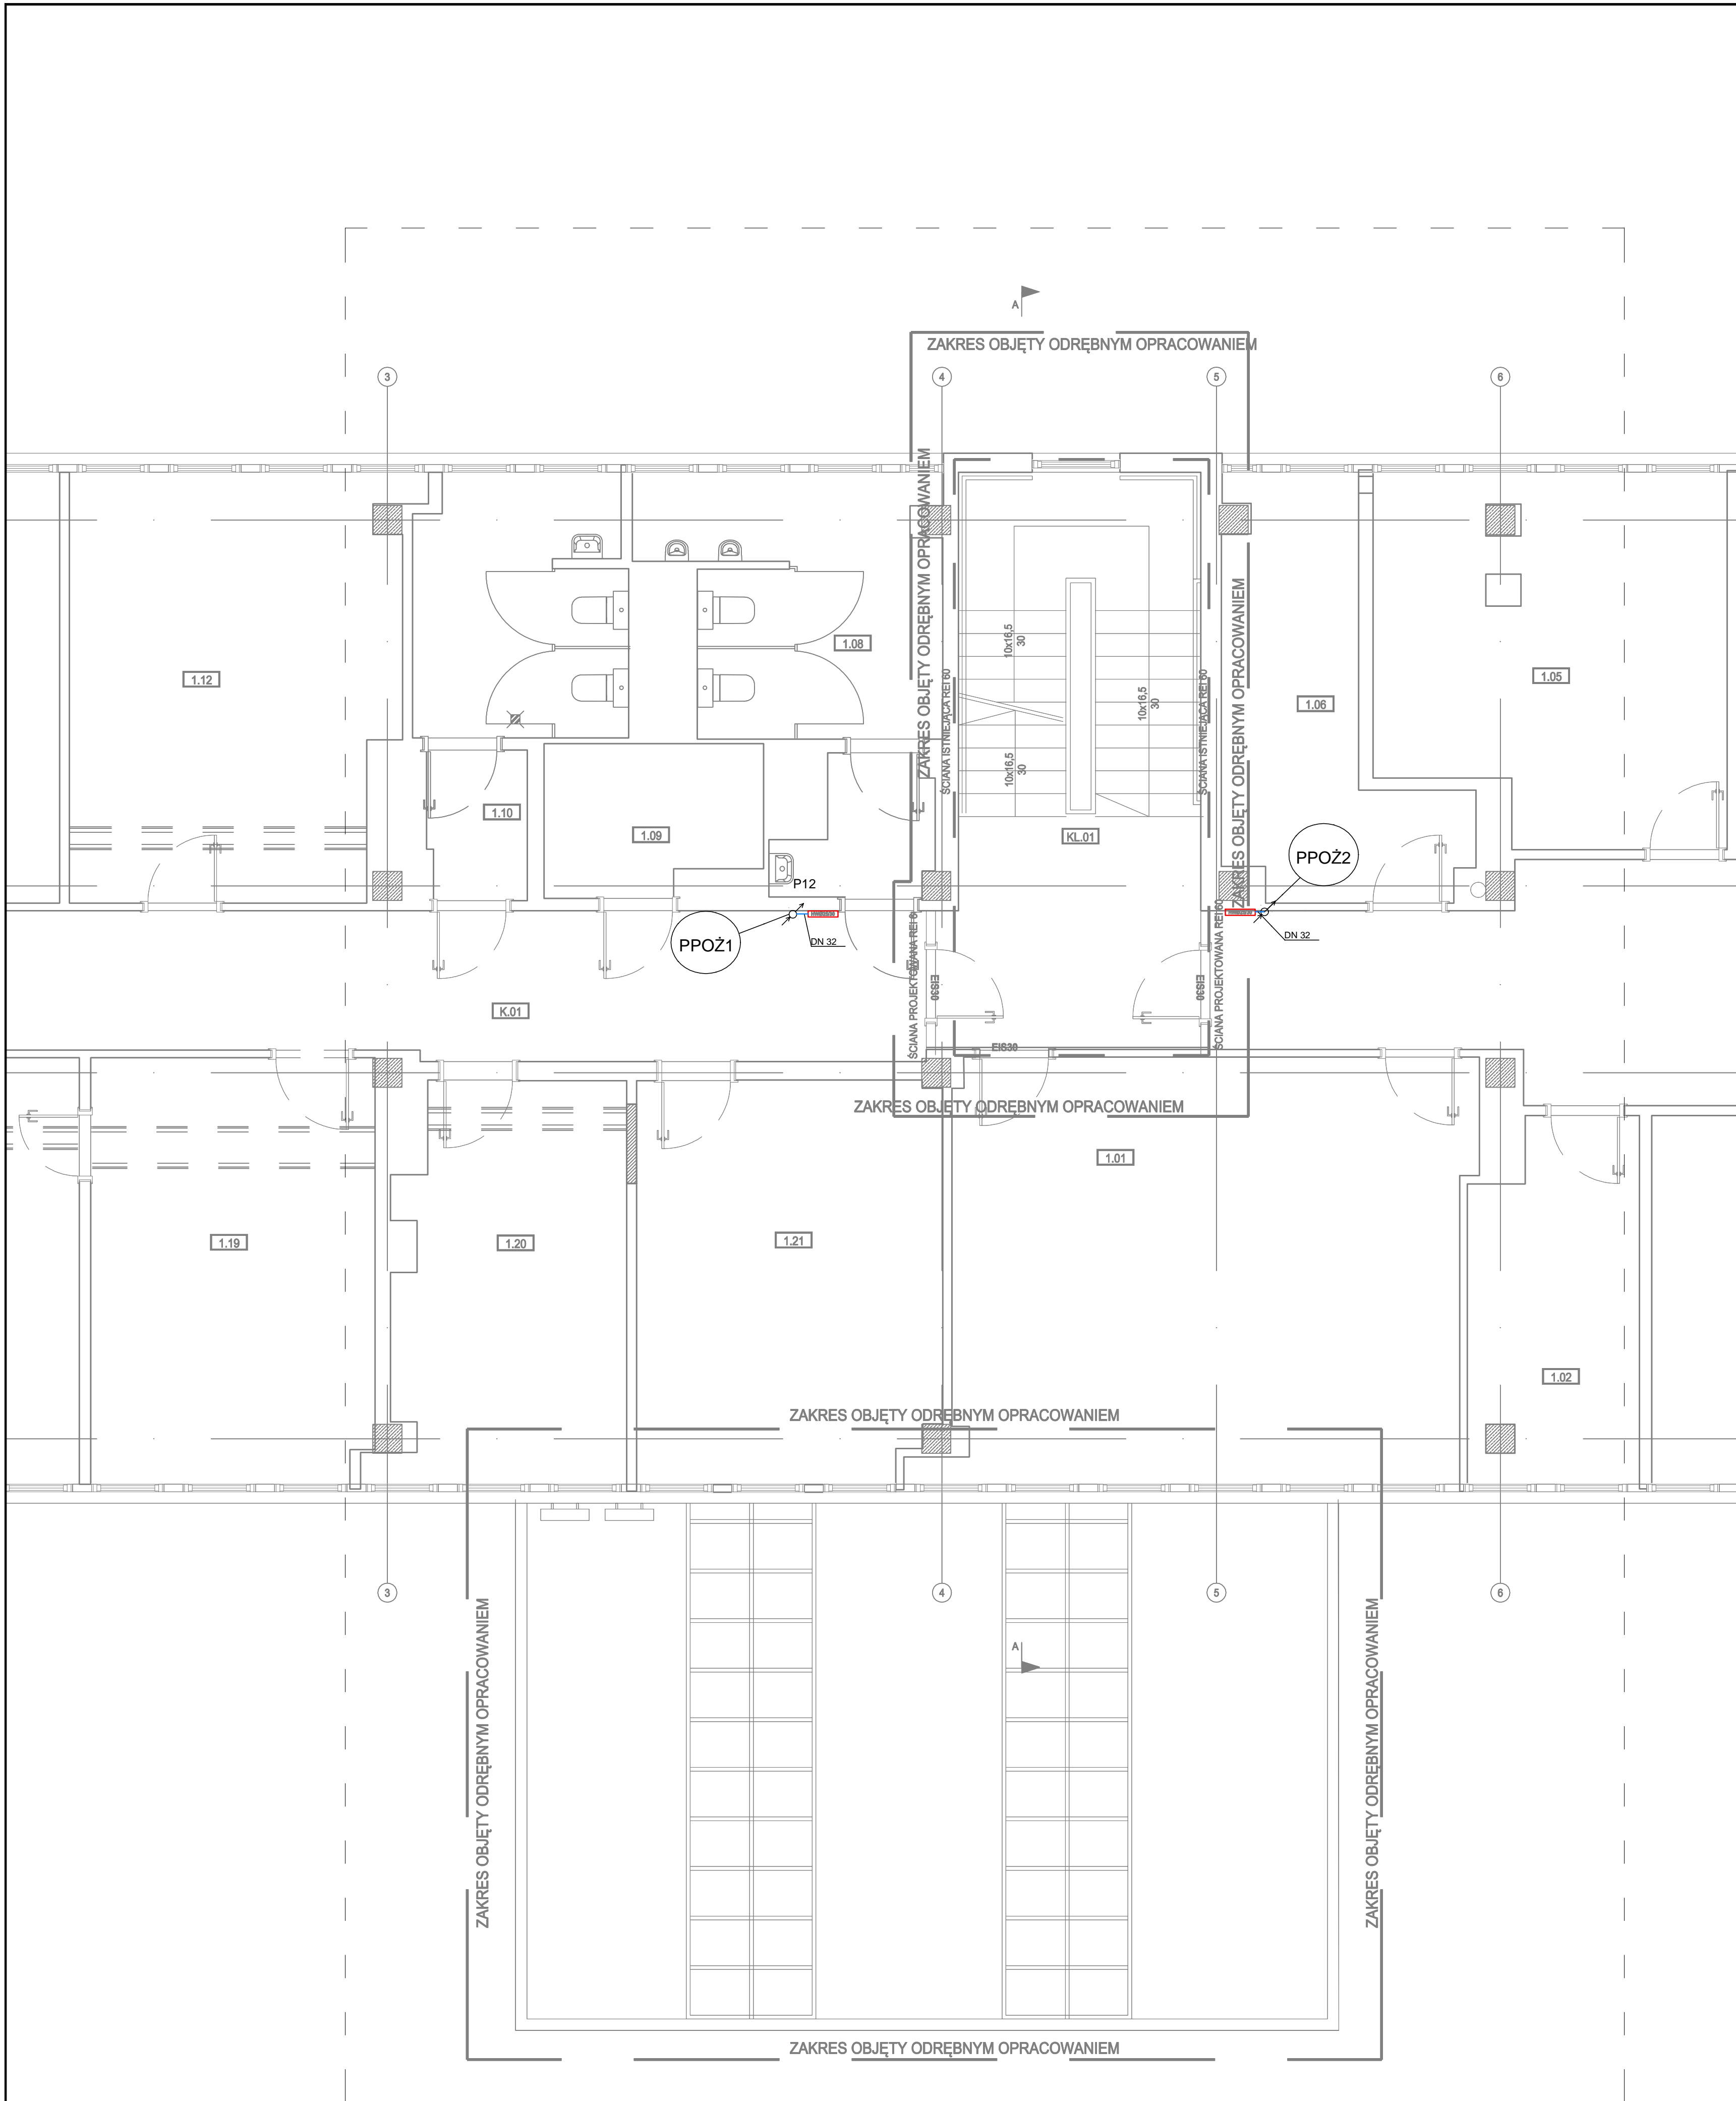 A
ZAKRES OBJĘTY ODRĘBNYM OPRACOWANIEM
3
4
5
6
ZAKRES OBJĘTY ODRĘBNYM OPRACOWANIEM
ZAKRES OBJĘTY ODRĘBNYM OPRACOWANIEM
1.08
10x16,5
30
1.12
ŚCIANA ISTNIEJĄCA REI 60
10x16,5
30
ŚCIANA ISTNIEJĄCA REI 60
1.06
1.05
10x16,5
30
1.10
1.09
KL.01
PPOŻ2
P12
PPOŻ1
DN 32
DN 32
ŚCIANA PROJEKTOWANA REI 6
ŚCIANA PROJEKTOWANA REI 60
EIS30
EIS30
K.01
EIS30
ZAKRES OBJĘTY ODRĘBNYM OPRACOWANIEM
1.01
1.19
1.20
1.21
1.02
ZAKRES OBJĘTY ODRĘBNYM OPRACOWANIEM
3
4
5
6
ZAKRES OBJĘTY ODRĘBNYM OPRACOWANIEM
A
ZAKRES OBJĘTY ODRĘBNYM OPRACOWANIEM
ZAKRES OBJĘTY ODRĘBNYM OPRACOWANIEM